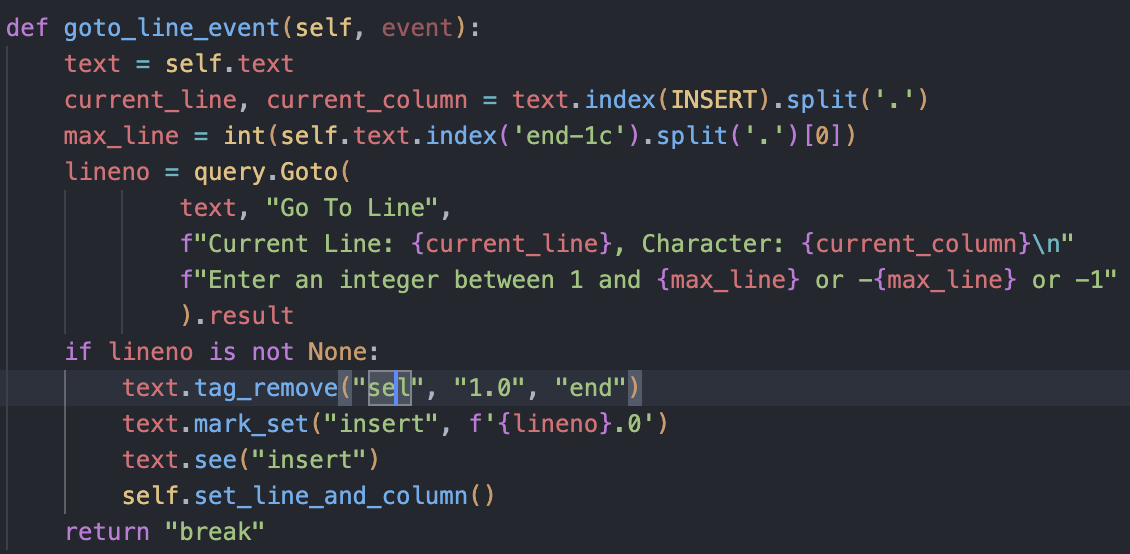 def goto_line_event(self, event):
    text = self.text
    current_line, current_column = text.index(INSERT).split('.')
    max_line = int(self.text.index('end-1c').split('.')[0])
    lineno = query.Goto(
            text, "Go To Line",
            f"Current Line: {current_line}, Character: {current_column}\n"
            f"Enter an integer between 1 and {max_line} or -{max_line} or -1"
            ).result
    if lineno is not None:
        text.tag_remove("sel", "1.0", "end")
        text.mark_set("insert", f'{lineno}.0')
        text.see("insert")
        self.set_line_and_column()
    return "break"